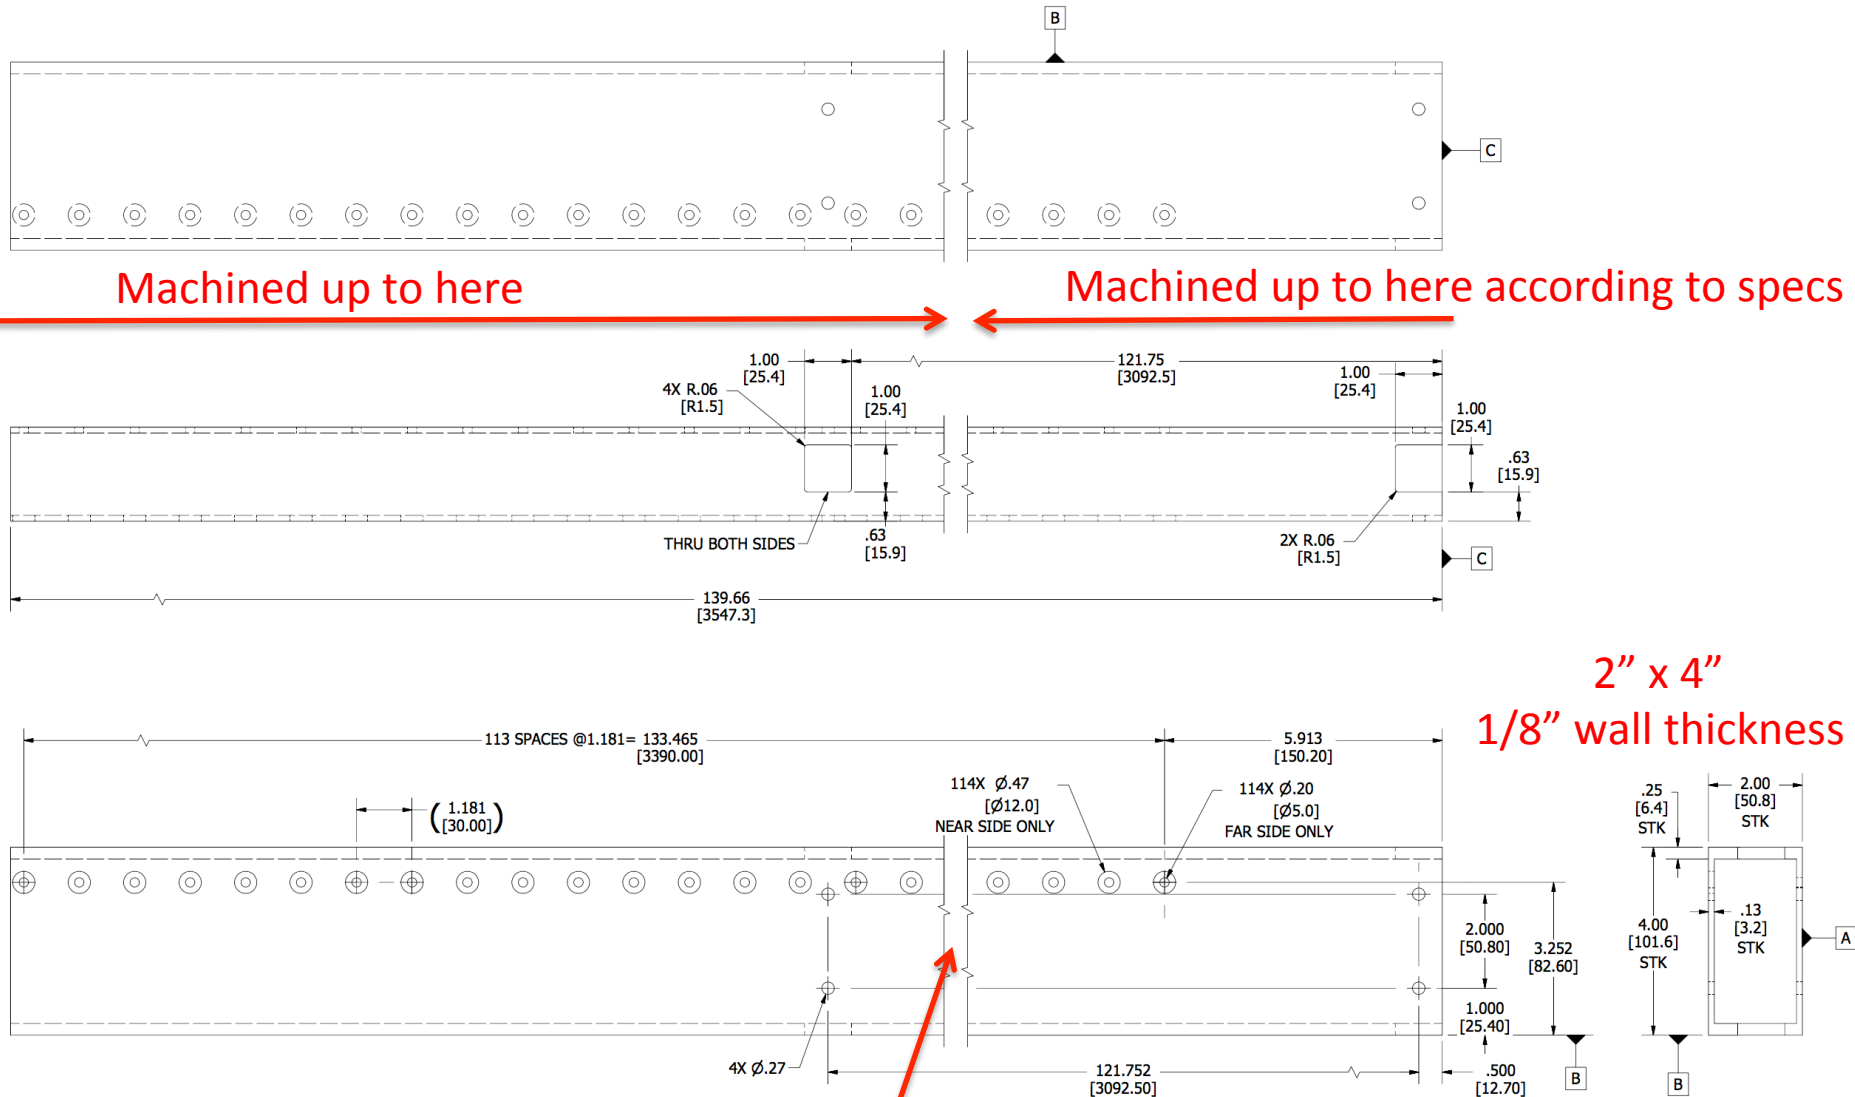 B
C
Machined up to here
Machined up to here according to specs
1.00
[25.4]
121.75
[3092.5]
1.00
[25.4]
4X R.06
[R1.5]
1.00
[25.4]
1.00
[25.4]
.63
[15.9]
THRU BOTH SIDES
.63
[15.9]
2X R.06
[R1.5]
C
139.66
[3547.3]
2” x 4”
1/8” wall thickness
113 SPACES @1.181= 133.465
[3390.00]
5.913
[150.20]
(1.181
[30.00])
114X Ø.47
[Ø12.0]
NEAR SIDE ONLY
114X Ø.20
[Ø5.0]
FAR SIDE ONLY
.25
[6.4]
STK
2.00
[50.8]
STK
2.000
[50.80]
3.252
[82.60]
4.00
[101.6]
STK
.13
[3.2]
STK
A
1.000
[25.40]
4X Ø.27
121.752
[3092.50]
.500
[12.70]
B
B